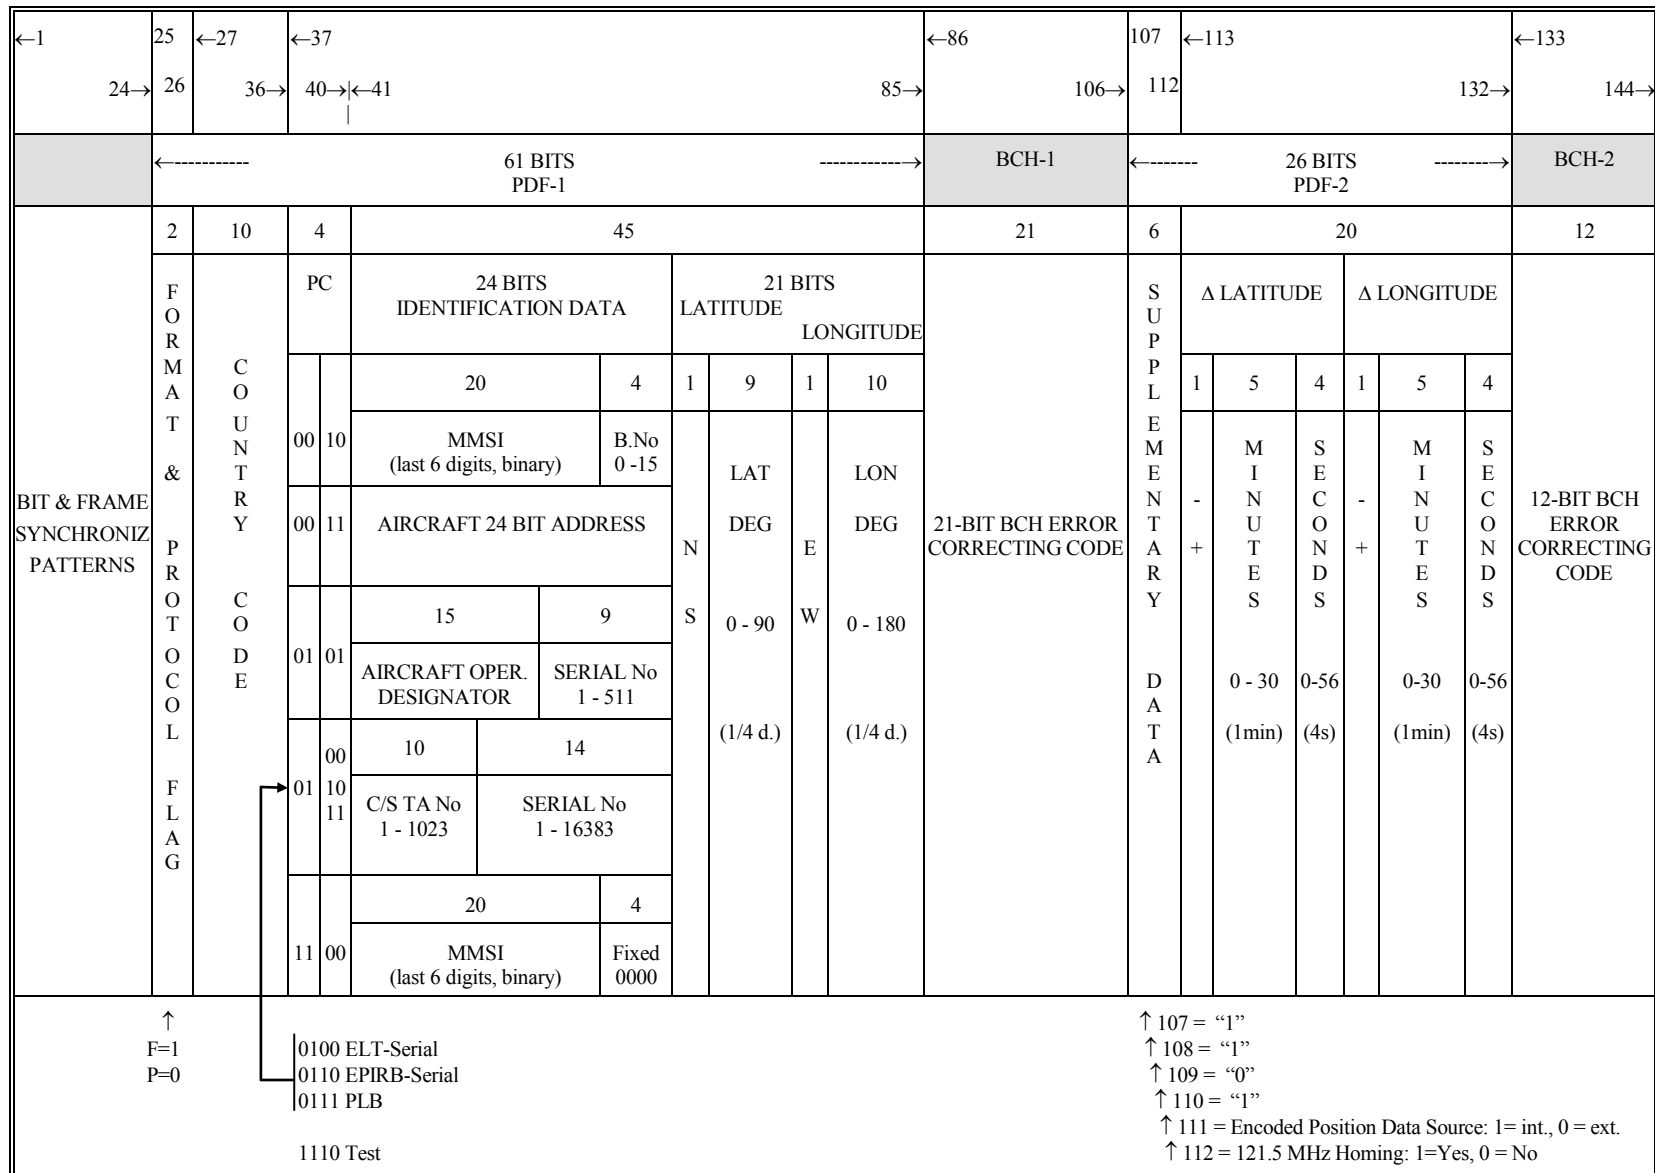 ←1 25 ←27 ←37 ←86 107 ←113 ←133
24→ 26 36→ 40→|←41 85→ 106→ 112 132→ 144→
←----------- 61 BITS -------------→ BCH-1 ←------- 26 BITS --------→ BCH-2
PDF-1 PDF-2
2 10 4 45 21 6 20 12
BIT & FRAME
SYNCHRONIZ
PATTERNS
FORMAT & PROTOCOL FLAG
COUNTRY CODE
PC
24 BITS
IDENTIFICATION DATA
21 BITS
LATITUDE
LONGITUDE
20 4 1 9 1 10
00 10
MMSI
(last 6 digits, binary)
B.No
0 -15
00 11 AIRCRAFT 24 BIT ADDRESS
15 9
01 01
AIRCRAFT OPER.
DESIGNATOR
SERIAL No
1 - 511
10 14
01
00
10
11
C/S TA No
1 - 1023
SERIAL No
1 - 16383
20 4
11 00
MMSI
(last 6 digits, binary)
Fixed
0000
N
S
LAT
DEG
0 - 90
(1/4 d.)
E
W
LON
DEG
0 - 180
(1/4 d.)
21-BIT BCH ERROR
CORRECTING CODE
SUPPLEMENTARY DATA
Δ LATITUDE Δ LONGITUDE
1 5 4 1 5 4
-
+
MINUTES
0 - 30
(1min)
SECONDS
0-56
(4s)
-
+
MINUTES
0-30
(1min)
SECONDS
0-56
(4s)
12-BIT BCH
ERROR
CORRECTING
CODE
↑
F=1
P=0
0100 ELT-Serial
0110 EPIRB-Serial
0111 PLB
1110 Test
↑ 107 = “1”
↑ 108 = “1”
↑ 109 = “0”
↑ 110 = “1”
↑ 111 = Encoded Position Data Source: 1= int., 0 = ext.
↑ 112 = 121.5 MHz Homing: 1=Yes, 0 = No